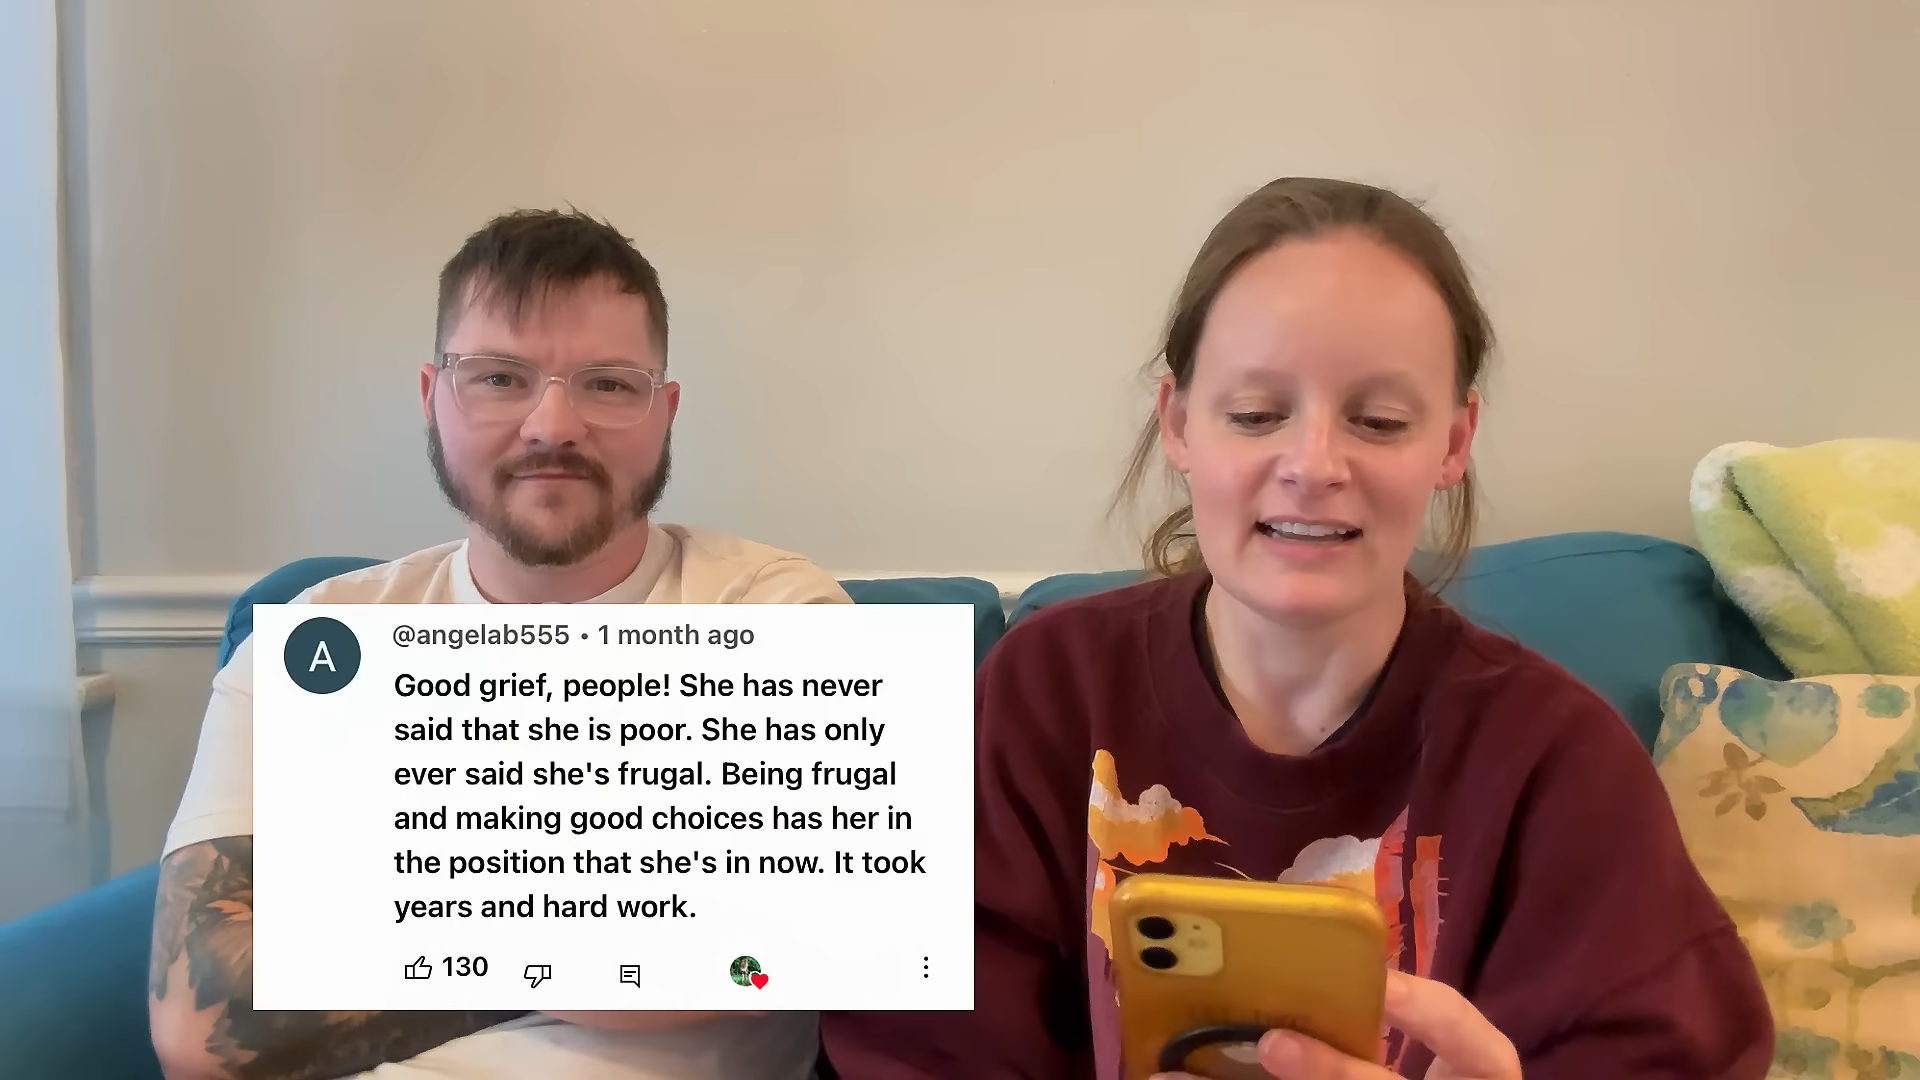 A
@angelab555 • 1 month ago
Good grief, people! She has never
said that she is poor. She has only
ever said she's frugal. Being frugal
and making good choices has her in
the position that she's in now. It took
years and hard work.
130